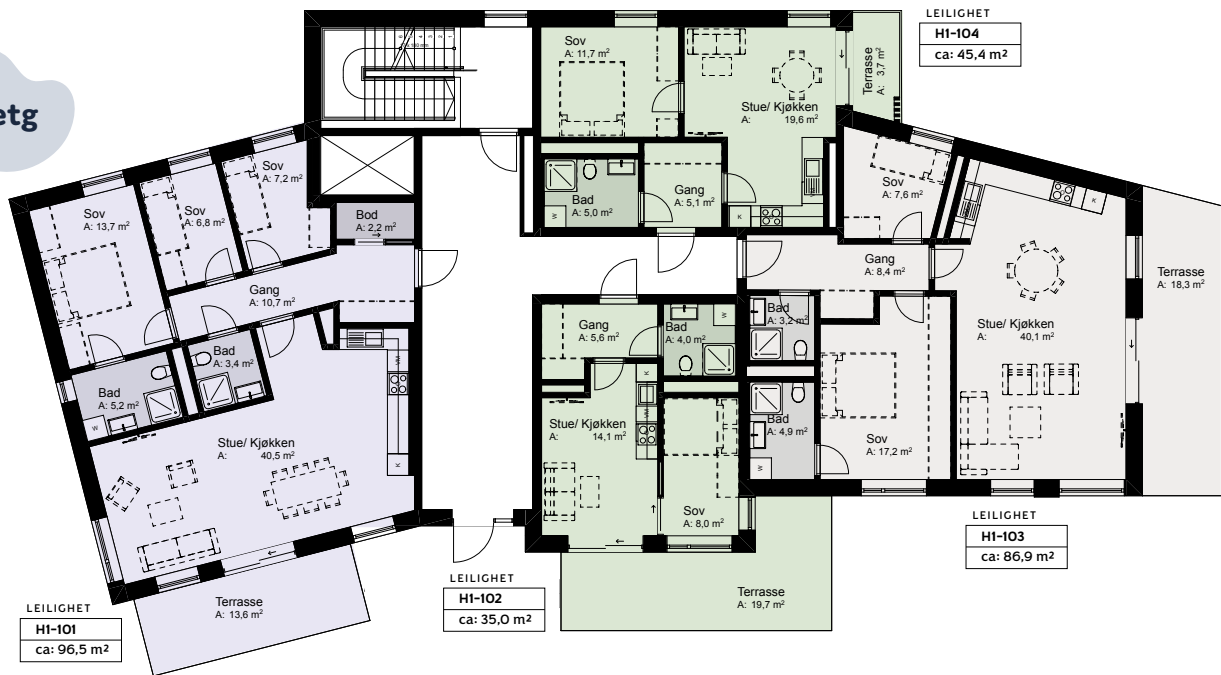 etg
LEILIGHET
H1-104
ca: 45,4 m²
Sov
A: 11,7 m²
Stue/ Kjøkken
A: 19,6 m²
Terrasse
A: 3,7 m²
Bad
A: 5,0 m²
W
Gang
A: 5,1 m²
K
Sov
A: 7,2 m²
Sov
A: 6,8 m²
Sov
A: 13,7 m²
Bod
A: 2,2 m²
Gang
A: 10,7 m²
Bad
A: 3,4 m²
Bad
A: 5,2 m²
W
VM
K
Stue/ Kjøkken
A: 40,5 m²
Terrasse
A: 13,6 m²
LEILIGHET
H1-101
ca: 96,5 m²
Gang
A: 5,6 m²
Bad
A: 4,0 m²
W
K
VM
Stue/ Kjøkken
A: 14,1 m²
Sov
A: 8,0 m²
Terrasse
A: 19,7 m²
LEILIGHET
H1-102
ca: 35,0 m²
Sov
A: 7,6 m²
K
Gang
A: 8,4 m²
W
Bad
A: 3,2 m²
Bad
A: 4,9 m²
W
Sov
A: 17,2 m²
Stue/ Kjøkken
A: 40,1 m²
Terrasse
A: 18,3 m²
LEILIGHET
H1-103
ca: 86,9 m²